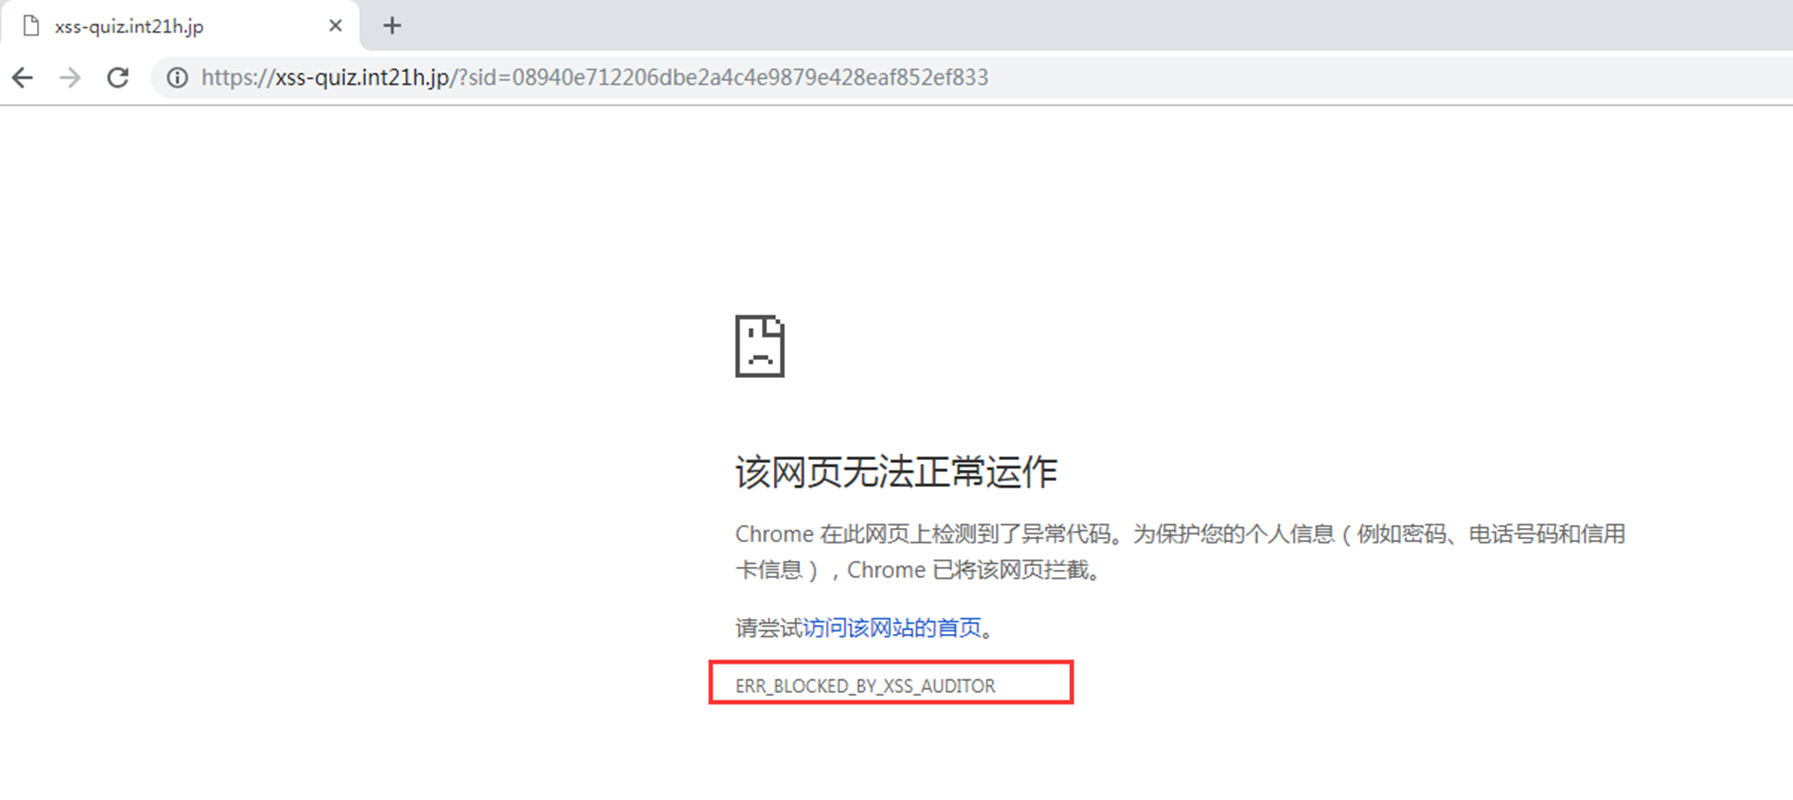 xss-quiz.int21h.jp
https://xss-quiz.int21h.jp/?sid=08940e712206dbe2a4c4e9879e428eaf852ef833
该网页无法正常运作
Chrome 在此网页上检测到了异常代码。为保护您的个人信息（例如密码、电话号码和信用
卡信息），Chrome 已将该网页拦截。
请尝试访问该网站的首页。
ERR_BLOCKED_BY_XSS_AUDITOR